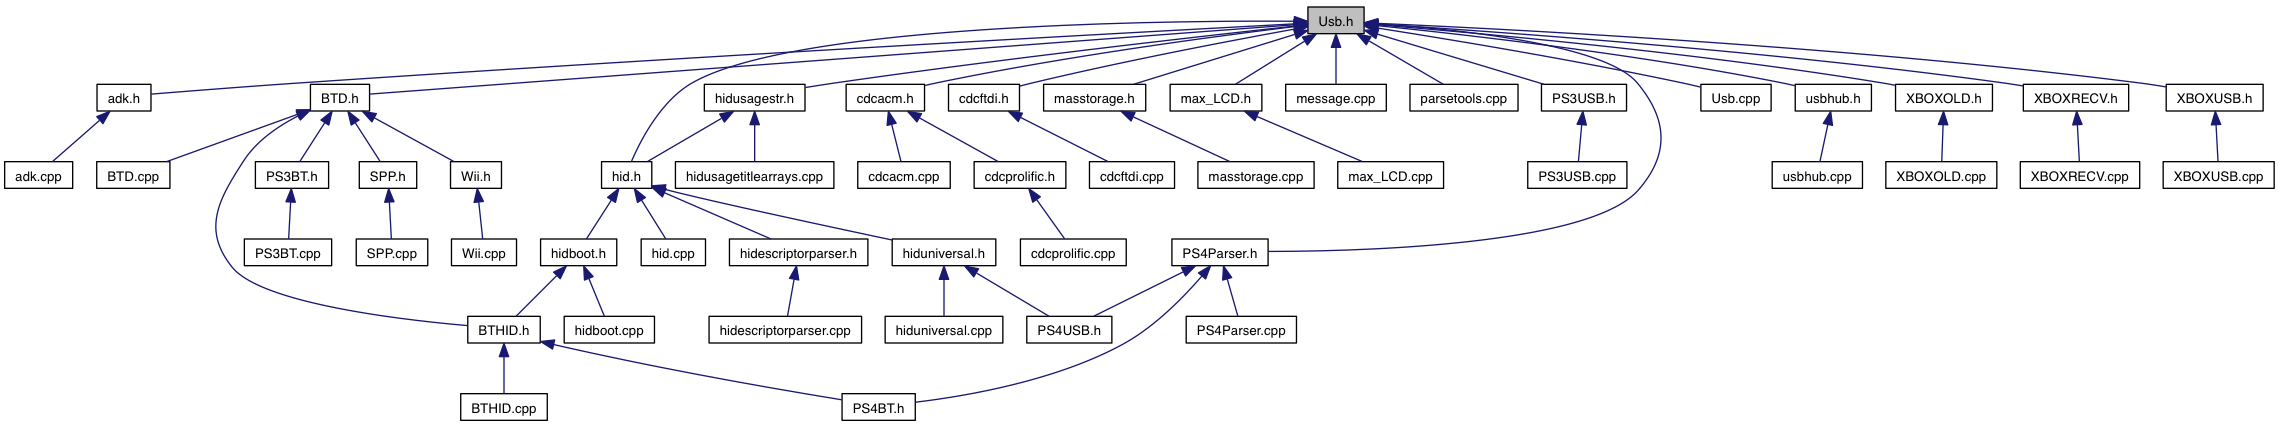 Usb.h
adk.h
BTD.h
hidusagestr.h
cdcacm.h
cdcftdi.h
masstorage.h
max_LCD.h
message.cpp
parsetools.cpp
PS3USB.h
Usb.cpp
usbhub.h
XBOXOLD.h
XBOXRECV.h
XBOXUSB.h
adk.cpp
BTD.cpp
PS3BT.h
SPP.h
Wii.h
hid.h
hidusagetitlearrays.cpp
cdcacm.cpp
cdcprolific.h
cdcftdi.cpp
masstorage.cpp
max_LCD.cpp
PS3USB.cpp
usbhub.cpp
XBOXOLD.cpp
XBOXRECV.cpp
XBOXUSB.cpp
PS3BT.cpp
SPP.cpp
Wii.cpp
hidboot.h
hid.cpp
hidescriptorparser.h
hiduniversal.h
cdcprolific.cpp
PS4Parser.h
BTHID.h
hidboot.cpp
hidescriptorparser.cpp
hiduniversal.cpp
PS4USB.h
PS4Parser.cpp
BTHID.cpp
PS4BT.h